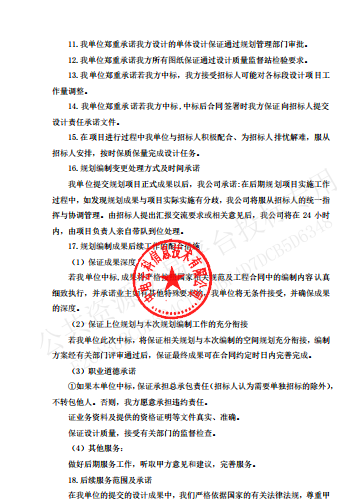 11.我单位郑重承诺我方设计的单体设计保证通过规划管理部门审批。
12.我单位郑重承诺我方所有图纸保证通过设计质量监督站检验要求。
13.我单位郑重承诺若我方中标，我方接受招标人可能对各标段设计项目工
作量调整。
14.我单位郑重承诺若我方中标,中标后合同签署时我方保证向招标人提交
设计责任承诺文件。
15.在项目进行过程中我单位与招标人积极配合、为招标人排忧解难，服从
招标人安排，按时保质保量完成设计任务。
16.规划编制变更处理方式及时间承诺
我单位提交规划项目正式成果以后，我公司承诺:在后期规划项目实施工作
过程中，如发现规划成果与项目实际实施有分歧，我公司将服从招标人的统一指
挥与协调管理。由招标人提出汇报交流要求或相关意见后，我公司将在 24 小时
内，由项目负责人亲自带队到位处理。
17.规划编制成果后续工作的配合措施
（1）保证成果深度
若我单位中标,成果将严格按照国家相关规范及工程合同中的编制内容认真
细致执行，并承诺业主如有其他特殊要求，我单位将无条件接受，并确保成果
的深度。
（2）保证上位规划与本次规划编制工作的充分衔接
若我单位此次中标，将保证相关规划与本次编制的空间规划充分衔接，编制
方案经有关部门评审通过后，保证最终成果可在合同约定时日内完善完成。
（3）职业道德承诺
①如果本单位中标,保证承担总承包责任(招标人认为需要单独招标的除外)，
不转包他人。否则，我方愿意承担违约责任。
证业务资料及提供的资格证明等文件真实、准确。
保证设计质量，接受有关部门的监督检查。
（4）其他服务：
做好后期服务工作，听取甲方意见和建议，完善服务。
18.后续服务范围及承诺
在我单位的提交的设计成果中，我们严格依据国家的有关法律法规，尊重甲